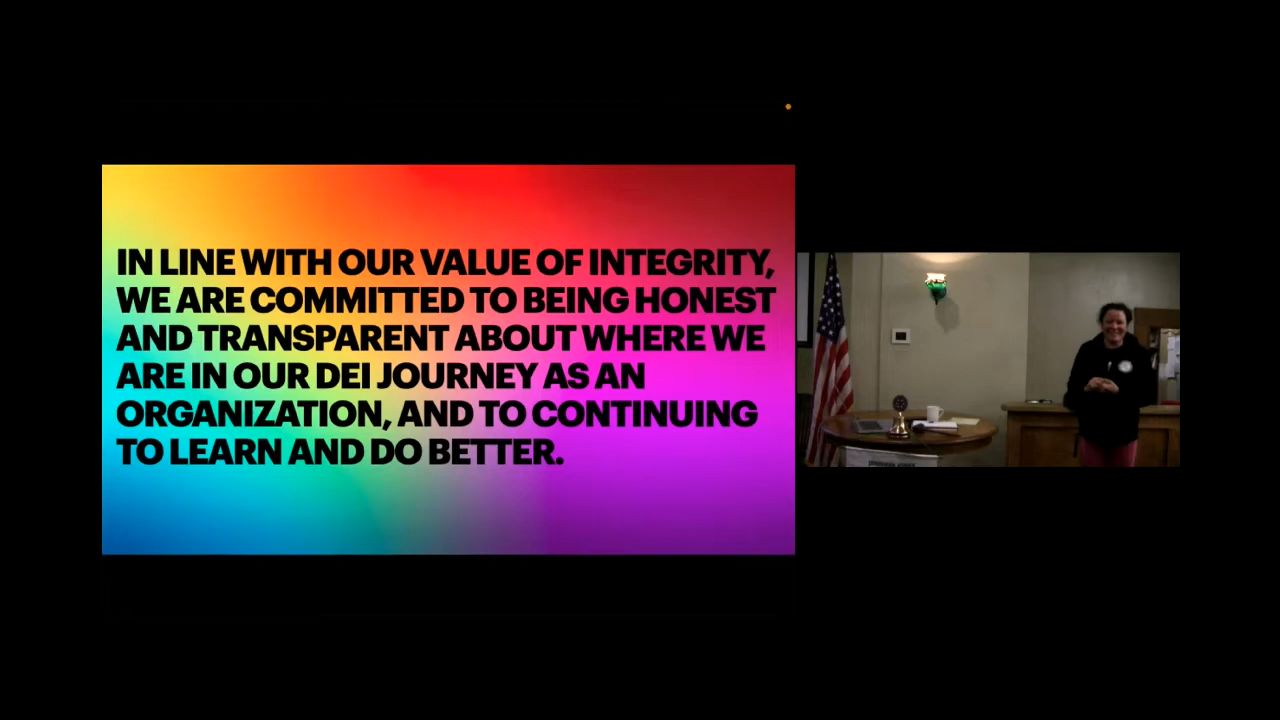 IN LINE WITH OUR VALUE OF INTEGRITY,
WE ARE COMMITTED TO BEING HONEST
AND TRANSPARENT ABOUT WHERE WE
ARE IN OUR DEI JOURNEY AS AN
ORGANIZATION, AND TO CONTINUING
TO LEARN AND DO BETTER.